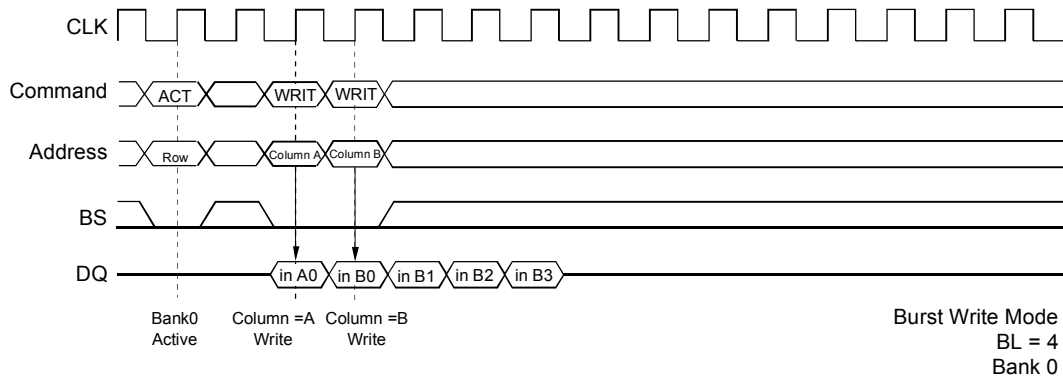 CLK
Command ACT WRIT WRIT
Address Row Column A Column B
BS
DQ in A0 in B0 in B1 in B2 in B3
Bank0 Column =A Column =B
Active Write Write
Burst Write Mode
BL = 4
Bank 0